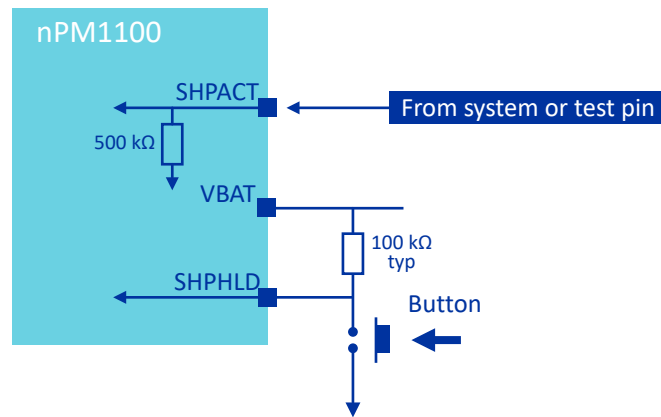 nPM1100
SHPACT
From system or test pin
500 kΩ
VBAT
100 kΩ
typ
SHPHLD
Button